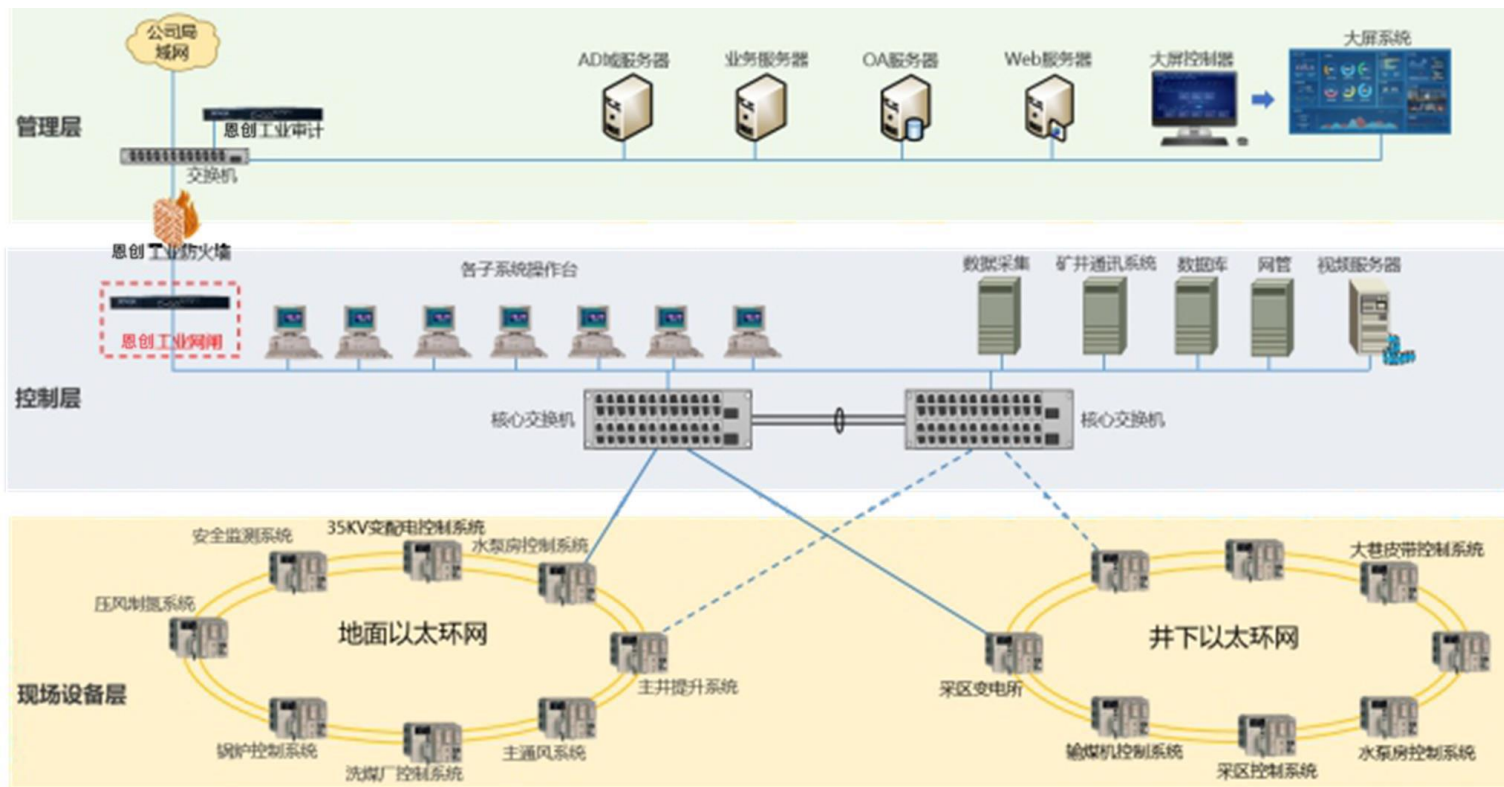 公司局
域网
管理层
恩创工业审计
交换机
AD域服务器
业务服务器
OA服务器
Web服务器
大屏控制器
大屏系统
恩创工业防火墙
恩创工业网闸
各子系统操作台
数据采集
矿井通讯系统
数据库
网管
视频服务器
控制层
核心交换机
核心交换机
现场设备层
安全监测系统
35KV变配电控制系统
水泵房控制系统
压风制氮系统
地面以太环网
主井提升系统
锅炉控制系统
洗煤厂控制系统
主通风系统
大巷皮带控制系统
井下以太环网
采区变电所
输煤机控制系统
采区控制系统
水泵房控制系统